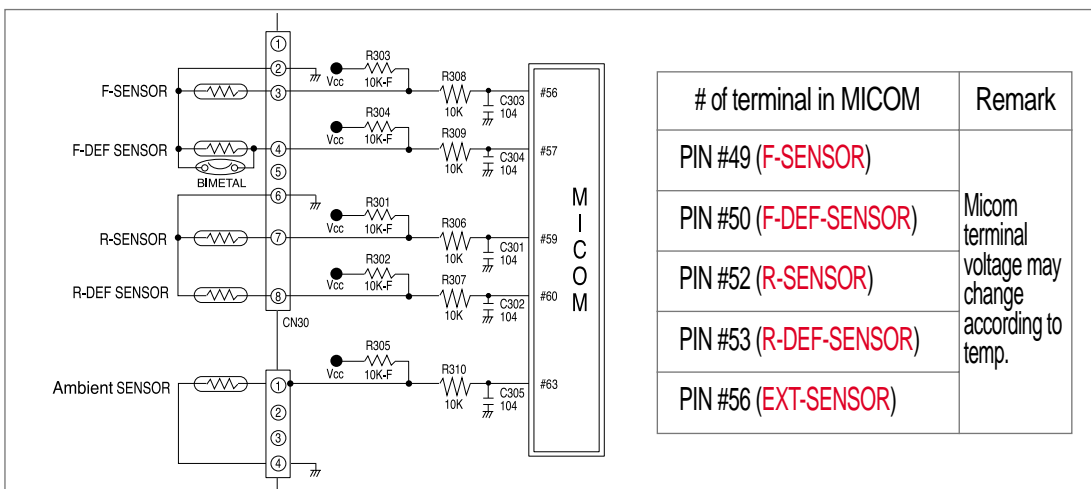 ①
②
F-SENSOR
③
Vcc
R303
10K-F
R308
10K
C303
104
#56
F-DEF SENSOR
④
Vcc
R304
10K-F
R309
10K
C304
104
#57
BIMETAL
⑤
⑥
R-SENSOR
⑦
Vcc
R301
10K-F
R306
10K
C301
104
#59
R-DEF SENSOR
⑧
Vcc
R302
10K-F
R307
10K
C302
104
#60
CN30
Ambient SENSOR
①
Vcc
R305
10K-F
R310
10K
C305
104
#63
②
③
④
MICOM
# of terminal in MICOM
Remark
PIN #49 (F-SENSOR)
PIN #50 (F-DEF-SENSOR)
PIN #52 (R-SENSOR)
PIN #53 (R-DEF-SENSOR)
PIN #56 (EXT-SENSOR)
Micom
terminal
voltage may
change
according to
temp.